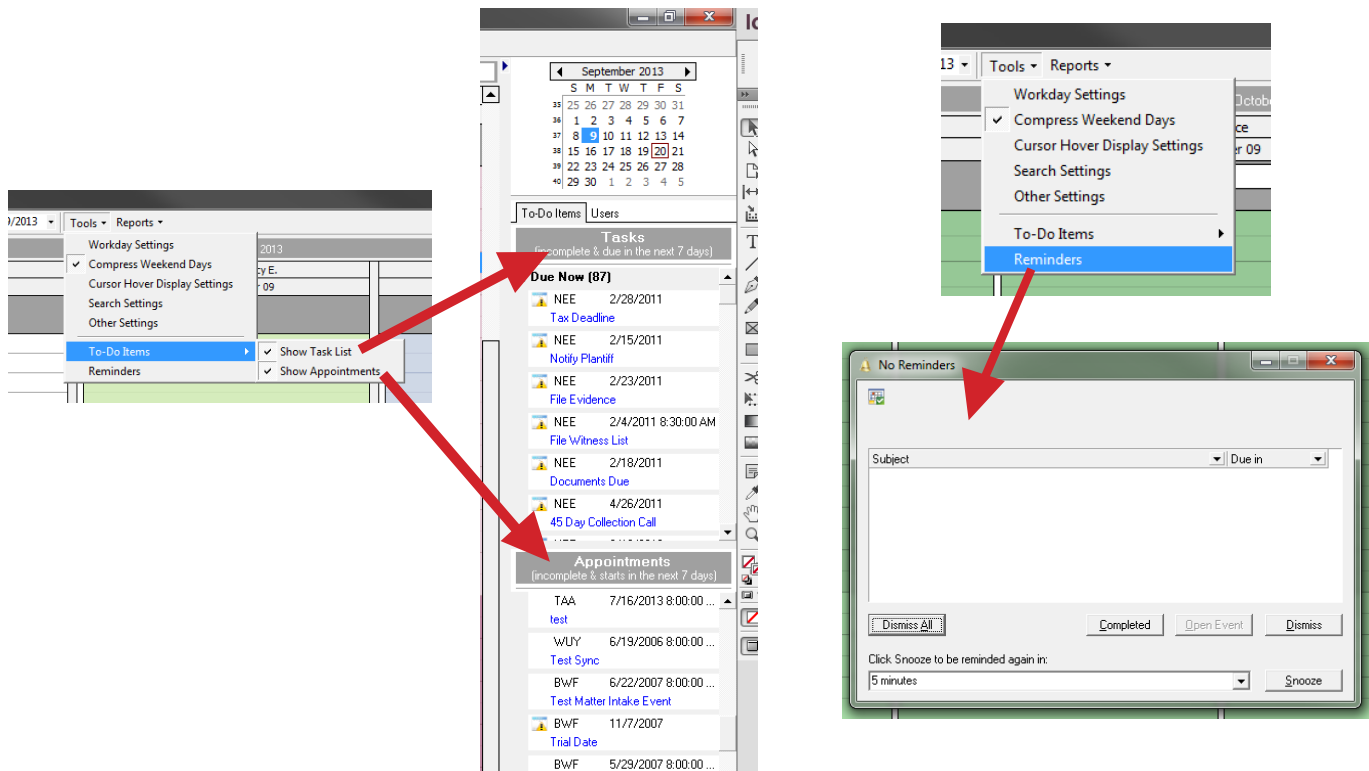 9/2013
Tools
Reports
Workday Settings
2013
Compress Weekend Days
cy E.
Cursor Hover Display Settings
r 09
Search Settings
Other Settings
To-Do Items
Show Task List
Reminders
Show Appointments
September 2013
S M T W T F S
35 25 26 27 28 29 30 31
36 1 2 3 4 5 6 7
37 8 9 10 11 12 13 14
38 15 16 17 18 19 20 21
39 22 23 24 25 26 27 28
40 29 30 1 2 3 4 5
To-Do Items Users
Tasks
(incomplete & due in the next 7 days)
Due Now (87)
NEE 2/28/2011
Tax Deadline
NEE 2/15/2011
Notify Plantiff
NEE 2/23/2011
File Evidence
NEE 2/4/2011 8:30:00 AM
File Witness List
NEE 2/18/2011
Documents Due
NEE 4/26/2011
45 Day Collection Call
Appointments
(incomplete & starts in the next 7 days)
TAA 7/16/2013 8:00:00 ...
test
WUY 6/19/2006 8:00:00 ...
Test Sync
BWF 6/22/2007 8:00:00 ...
Test Matter Intake Event
BWF 11/7/2007
Trial Date
BWF 5/29/2007 8:00:00 ...
13
Tools
Reports
Workday Settings
Octobe
Compress Weekend Days
ce
Cursor Hover Display Settings
er 09
Search Settings
Other Settings
To-Do Items
Reminders
No Reminders
Subject
Due in
Dismiss All
Completed
Open Event
Dismiss
Click Snooze to be reminded again in:
5 minutes
Snooze